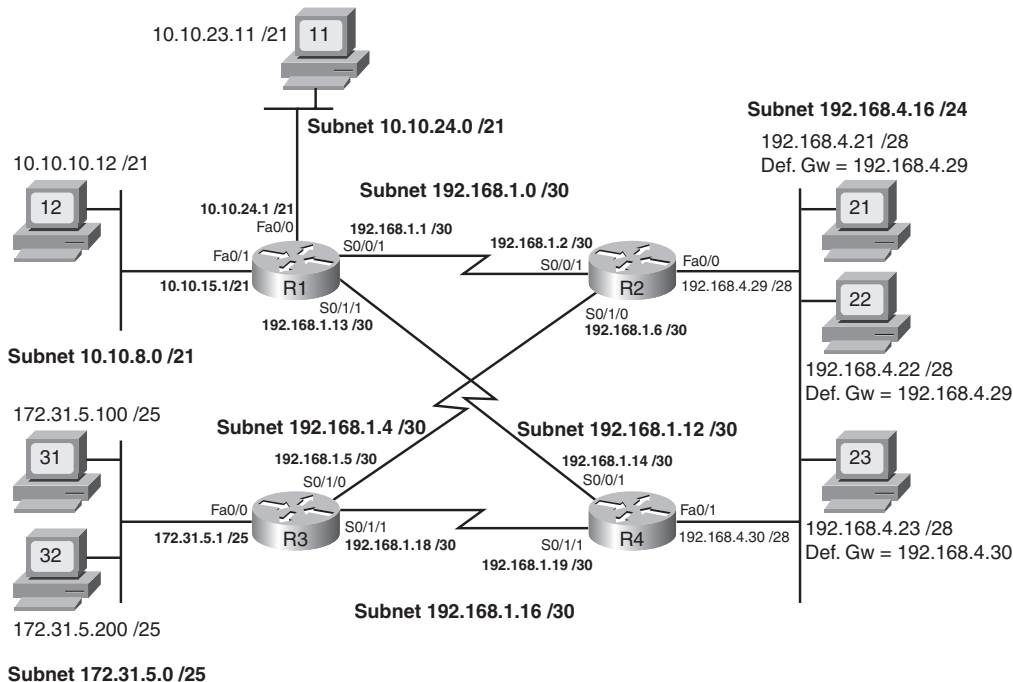 10.10.23.11 /21
11
Subnet 10.10.24.0 /21
Subnet 192.168.4.16 /24
192.168.4.21 /28
Def. Gw = 192.168.4.29
21
10.10.10.12 /21
12
Subnet 192.168.1.0 /30
10.10.24.1 /21
Fa0/0
192.168.1.1 /30
S0/0/1
192.168.1.2 /30
S0/0/1
Fa0/1
10.10.15.1/21
R1
R2
Fa0/0
192.168.4.29 /28
22
S0/1/1
192.168.1.13 /30
S0/1/0
192.168.1.6 /30
Subnet 10.10.8.0 /21
192.168.4.22 /28
Def. Gw = 192.168.4.29
172.31.5.100 /25
31
Subnet 192.168.1.4 /30
Subnet 192.168.1.12 /30
192.168.1.5 /30
S0/1/0
192.168.1.14 /30
S0/0/1
23
Fa0/0
172.31.5.1 /25
R3
S0/1/1
192.168.1.18 /30
S0/1/1
192.168.1.19 /30
R4
Fa0/1
192.168.4.30 /28
192.168.4.23 /28
Def. Gw = 192.168.4.30
32
172.31.5.200 /25
Subnet 192.168.1.16 /30
Subnet 172.31.5.0 /25